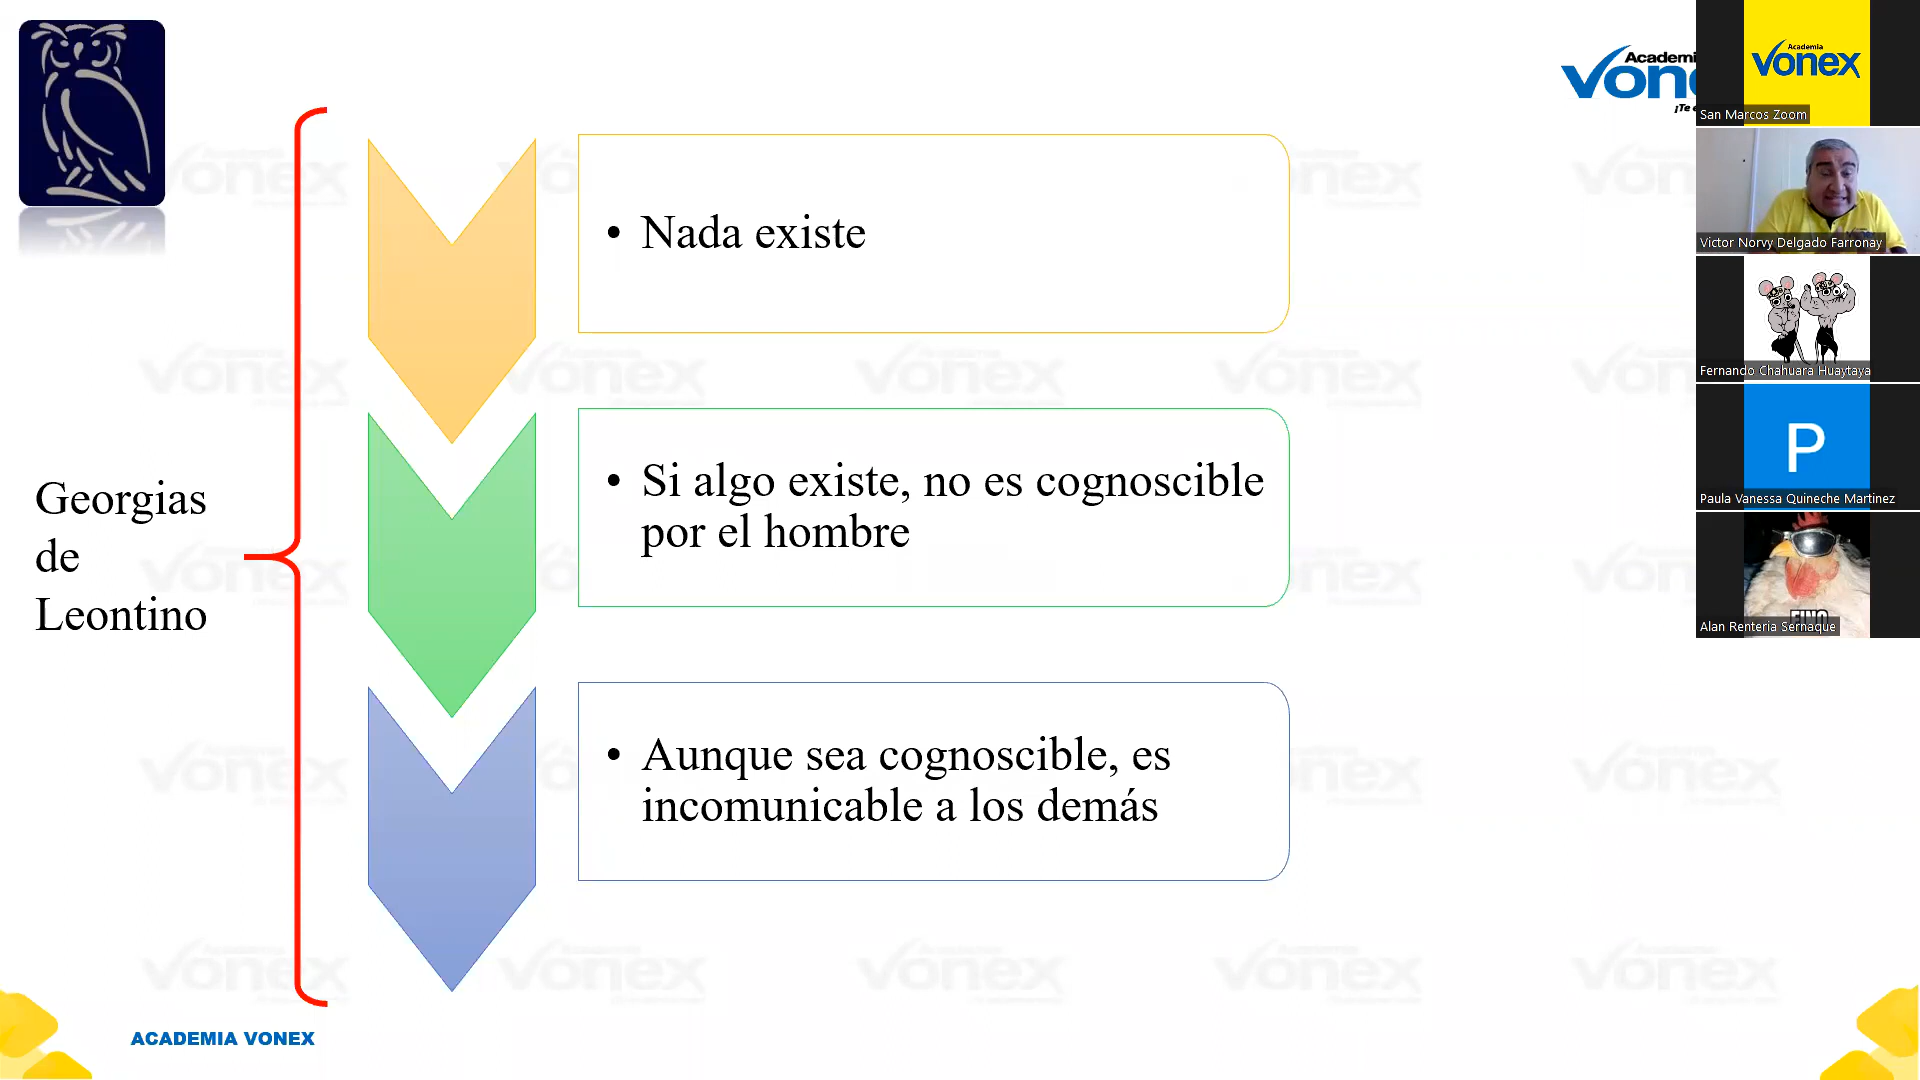 Georgias
de
Leontino
• Nada existe
• Si algo existe, no es cognoscible
por el hombre
• Aunque sea cognoscible, es
incomunicable a los demás
ACADEMIA VONEX
Academia
vonex
San Marcos Zoom
Victor Norvy Delgado Farronay
Fernando Chahuara Huaytaya
P
Paula Vanessa Quineche Martinez
FINO
Alan Renteria Sernaque